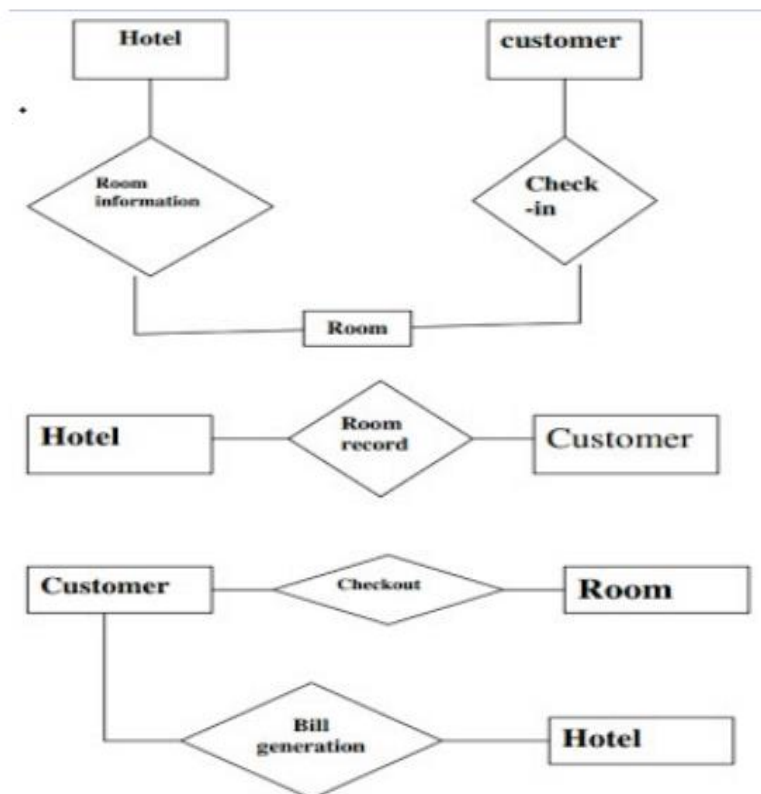 Hotel
customer
Room
information
Check
-in
Room
Hotel
Room
record
Customer
Customer
Checkout
Room
Bill
generation
Hotel